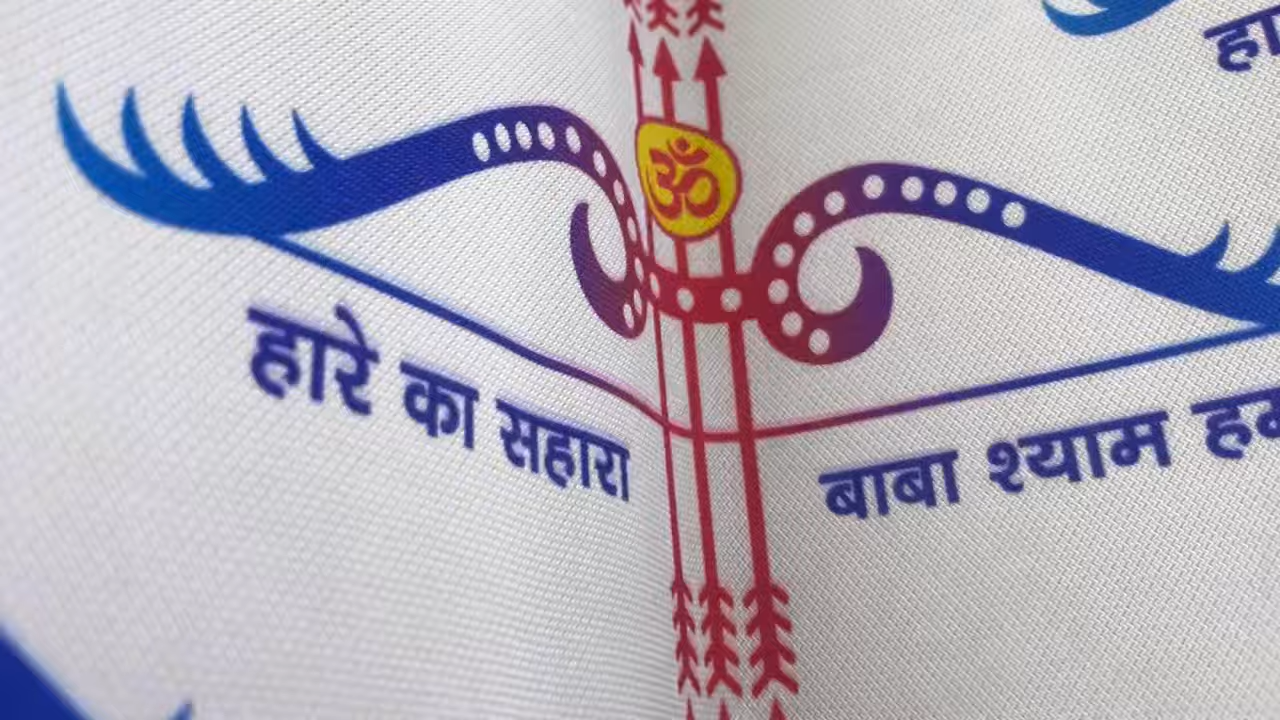 हा
ॐ
हारे का सहारा
बाबा श्याम